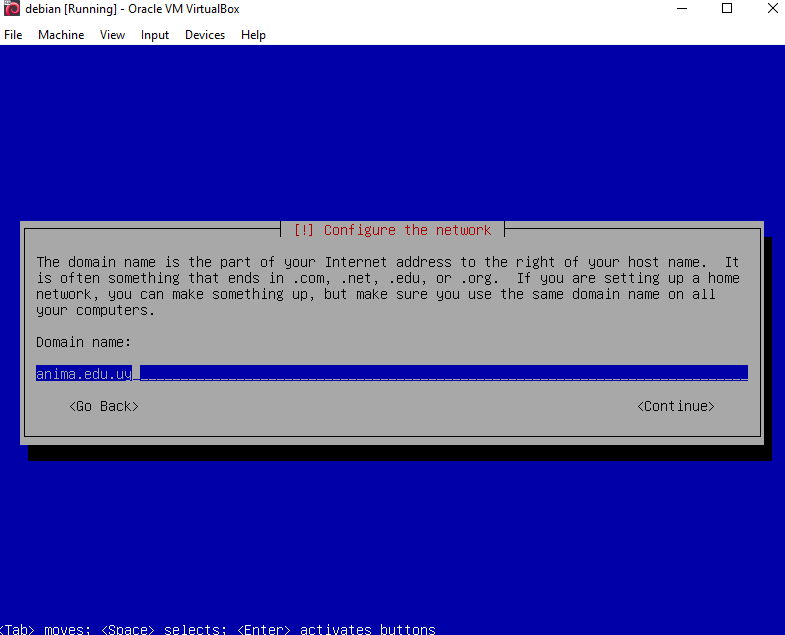 debian [Running] - Oracle VM VirtualBox
File Machine View Input Devices Help
[!] Configure the network
The domain name is the part of your Internet address to the right of your host name. It
is often something that ends in .com, .net, .edu, or .org. If you are setting up a home
network, you can make something up, but make sure you use the same domain name on all
your computers.
Domain name:
anima.edu.uy
<Go Back> <Continue>
<Tab> moves; <Space> selects; <Enter> activates buttons